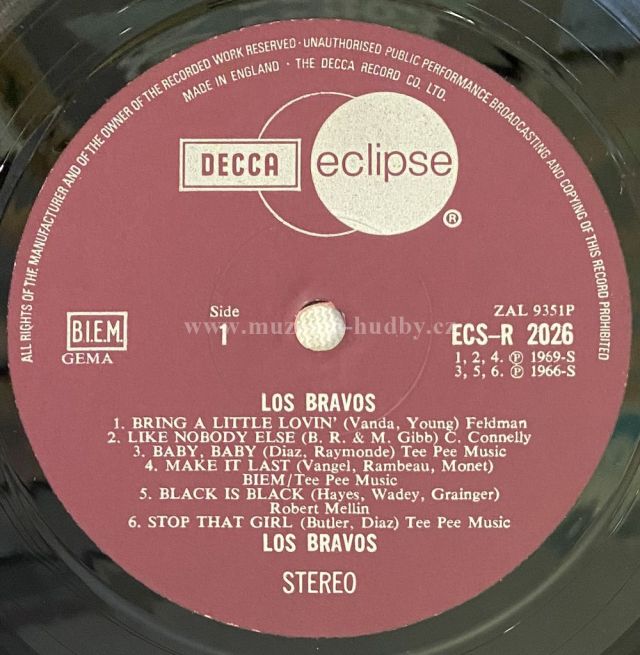 ALL RIGHTS OF THE MANUFACTURER AND OF THE OWNER OF THE RECORDED WORK RESERVED · UNAUTHORISED PUBLIC PERFORMANCE BROADCASTING AND COPYING OF THIS RECORD PROHIBITED
MADE IN ENGLAND · THE DECCA RECORD CO. LTD.
DECCA eclipse
®
B.I.E.M.
GEMA
Side
1
ZAL 9351P
ECS-R 2026
1, 2, 4. ℗ 1969-S
3, 5, 6. ℗ 1966-S
LOS BRAVOS
1. BRING A LITTLE LOVIN' (Vanda, Young) Feldman
2. LIKE NOBODY ELSE (B. R. & M. Gibb) C. Connelly
3. BABY, BABY (Diaz, Raymonde) Tee Pee Music
4. MAKE IT LAST (Vangel, Rambeau, Monet)
BIEM/Tee Pee Music
5. BLACK IS BLACK (Hayes, Wadey, Grainger)
Robert Mellin
6. STOP THAT GIRL (Butler, Diaz) Tee Pee Music
LOS BRAVOS
STEREO